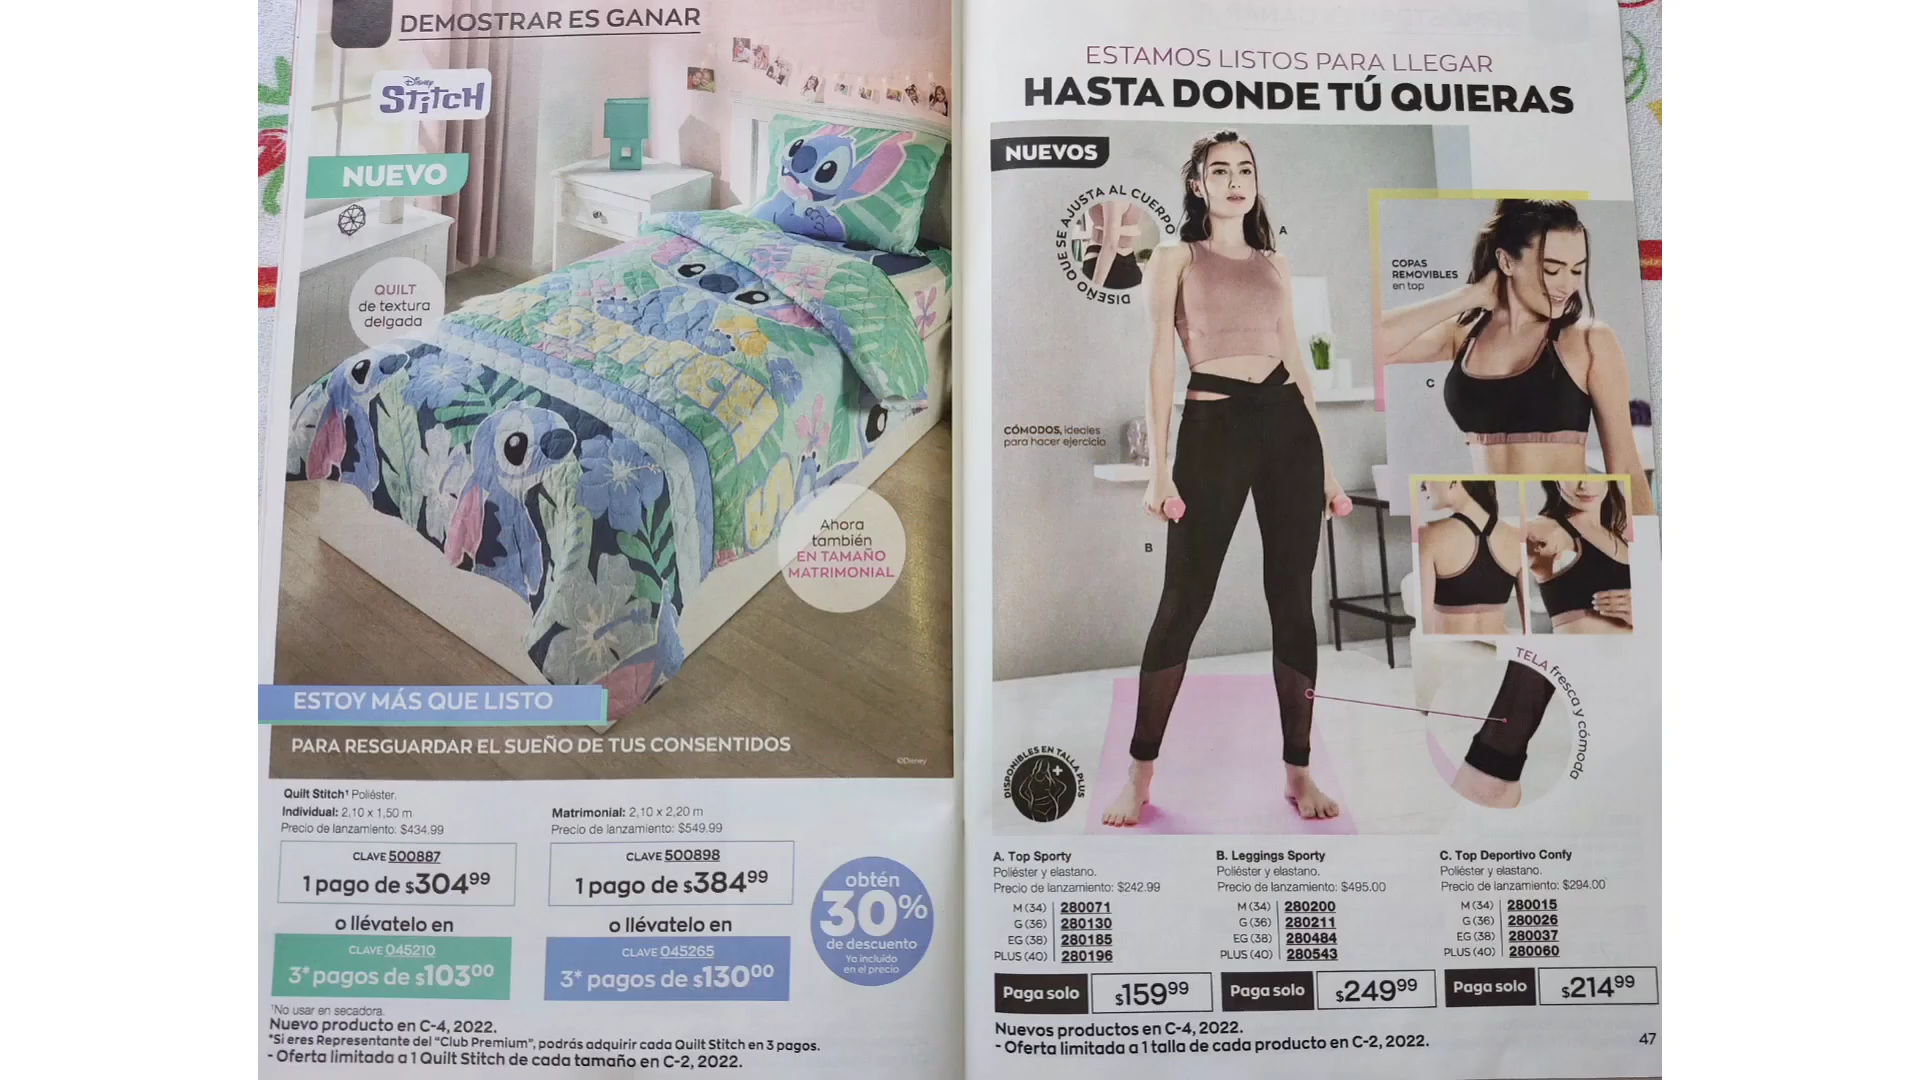 DEMOSTRAR ES GANAR
Disney
STITCH
NUEVO
QUILT
de textura
delgada
Ahora
también
EN TAMAÑO
MATRIMONIAL
ESTOY MÁS QUE LISTO
PARA RESGUARDAR EL SUEÑO DE TUS CONSENTIDOS
©Disney
Quilt Stitch¹ Poliéster.
Individual: 2,10 x 1,50 m
Precio de lanzamiento: $434.99
CLAVE 500887
1 pago de $304⁹⁹
o llévatelo en
CLAVE 045210
3* pagos de $103⁰⁰
Matrimonial: 2,10 x 2,20 m
Precio de lanzamiento: $549.99
CLAVE 500898
1 pago de $384⁹⁹
o llévatelo en
CLAVE 045265
3* pagos de $130⁰⁰
obtén
30%
de descuento
Ya incluido
en el precio
¹No usar en secadora.
Nuevo producto en C-4, 2022.
*Si eres Representante del "Club Premium", podrás adquirir cada Quilt Stitch en 3 pagos.
- Oferta limitada a 1 Quilt Stitch de cada tamaño en C-2, 2022.
ESTAMOS LISTOS PARA LLEGAR
HASTA DONDE TÚ QUIERAS
NUEVOS
DISEÑO QUE SE AJUSTA AL CUERPO
A
COPAS
REMOVIBLES
en top
C
CÓMODOS, ideales
para hacer ejercicio
B
TELA fresca y cómoda
DISPONIBLES EN TALLA PLUS
A. Top Sporty
Poliéster y elastano.
Precio de lanzamiento: $242.99
M (34) 280071
G (36) 280130
EG (38) 280185
PLUS (40) 280196
Paga solo $159⁹⁹
B. Leggings Sporty
Poliéster y elastano.
Precio de lanzamiento: $495.00
M (34) 280200
G (36) 280211
EG (38) 280484
PLUS (40) 280543
Paga solo $249⁹⁹
C. Top Deportivo Confy
Poliéster y elastano.
Precio de lanzamiento: $294.00
M (34) 280015
G (36) 280026
EG (38) 280037
PLUS (40) 280060
Paga solo $214⁹⁹
Nuevos productos en C-4, 2022.
- Oferta limitada a 1 talla de cada producto en C-2, 2022.
47